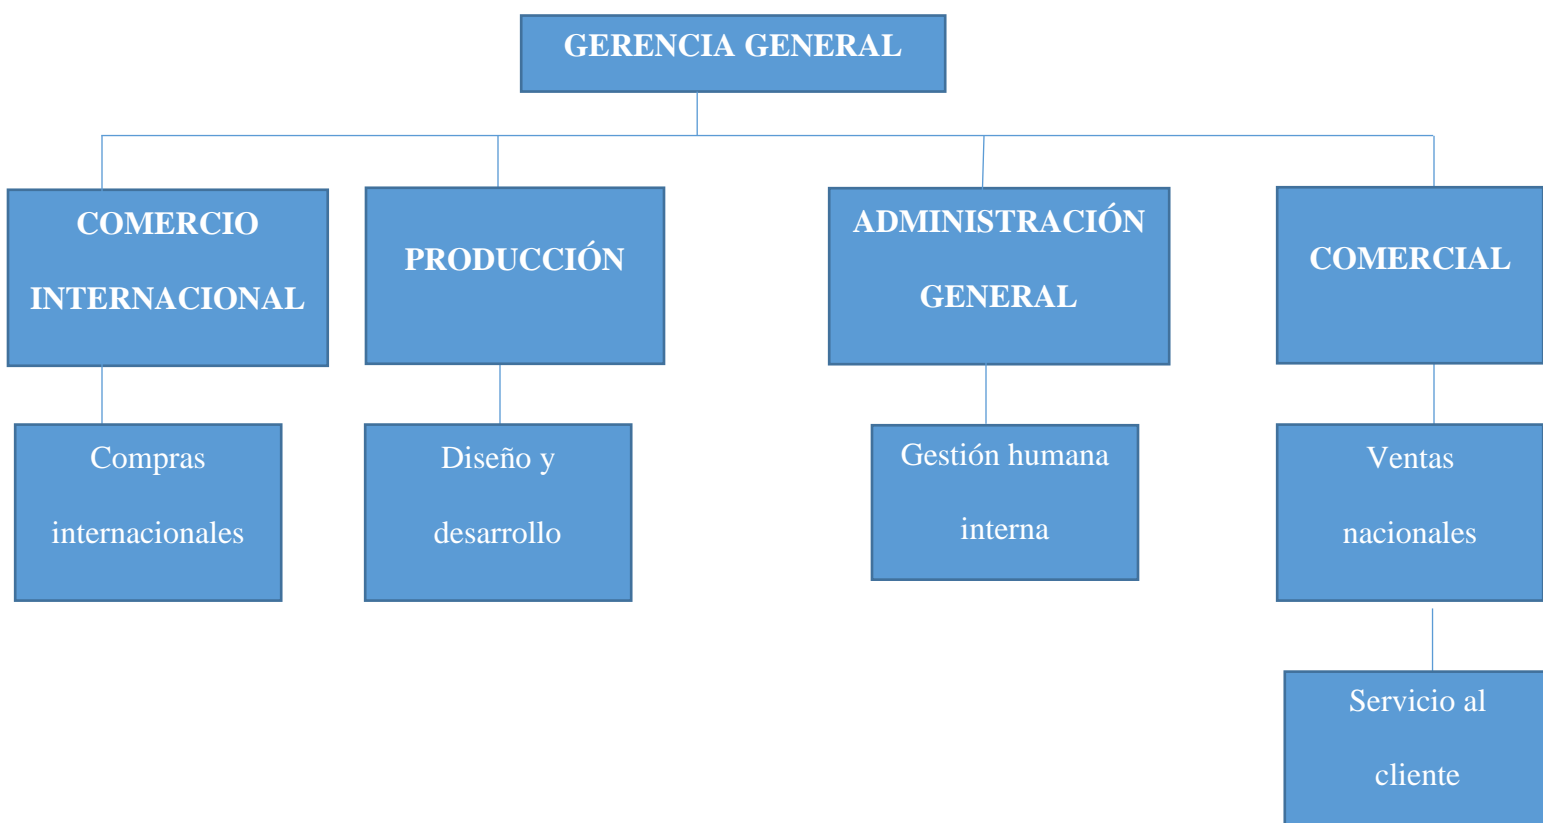 GERENCIA GENERAL
COMERCIO
INTERNACIONAL
PRODUCCIÓN
ADMINISTRACIÓN
GENERAL
COMERCIAL
Compras
internacionales
Diseño y
desarrollo
Gestión humana
interna
Ventas
nacionales
Servicio al
cliente